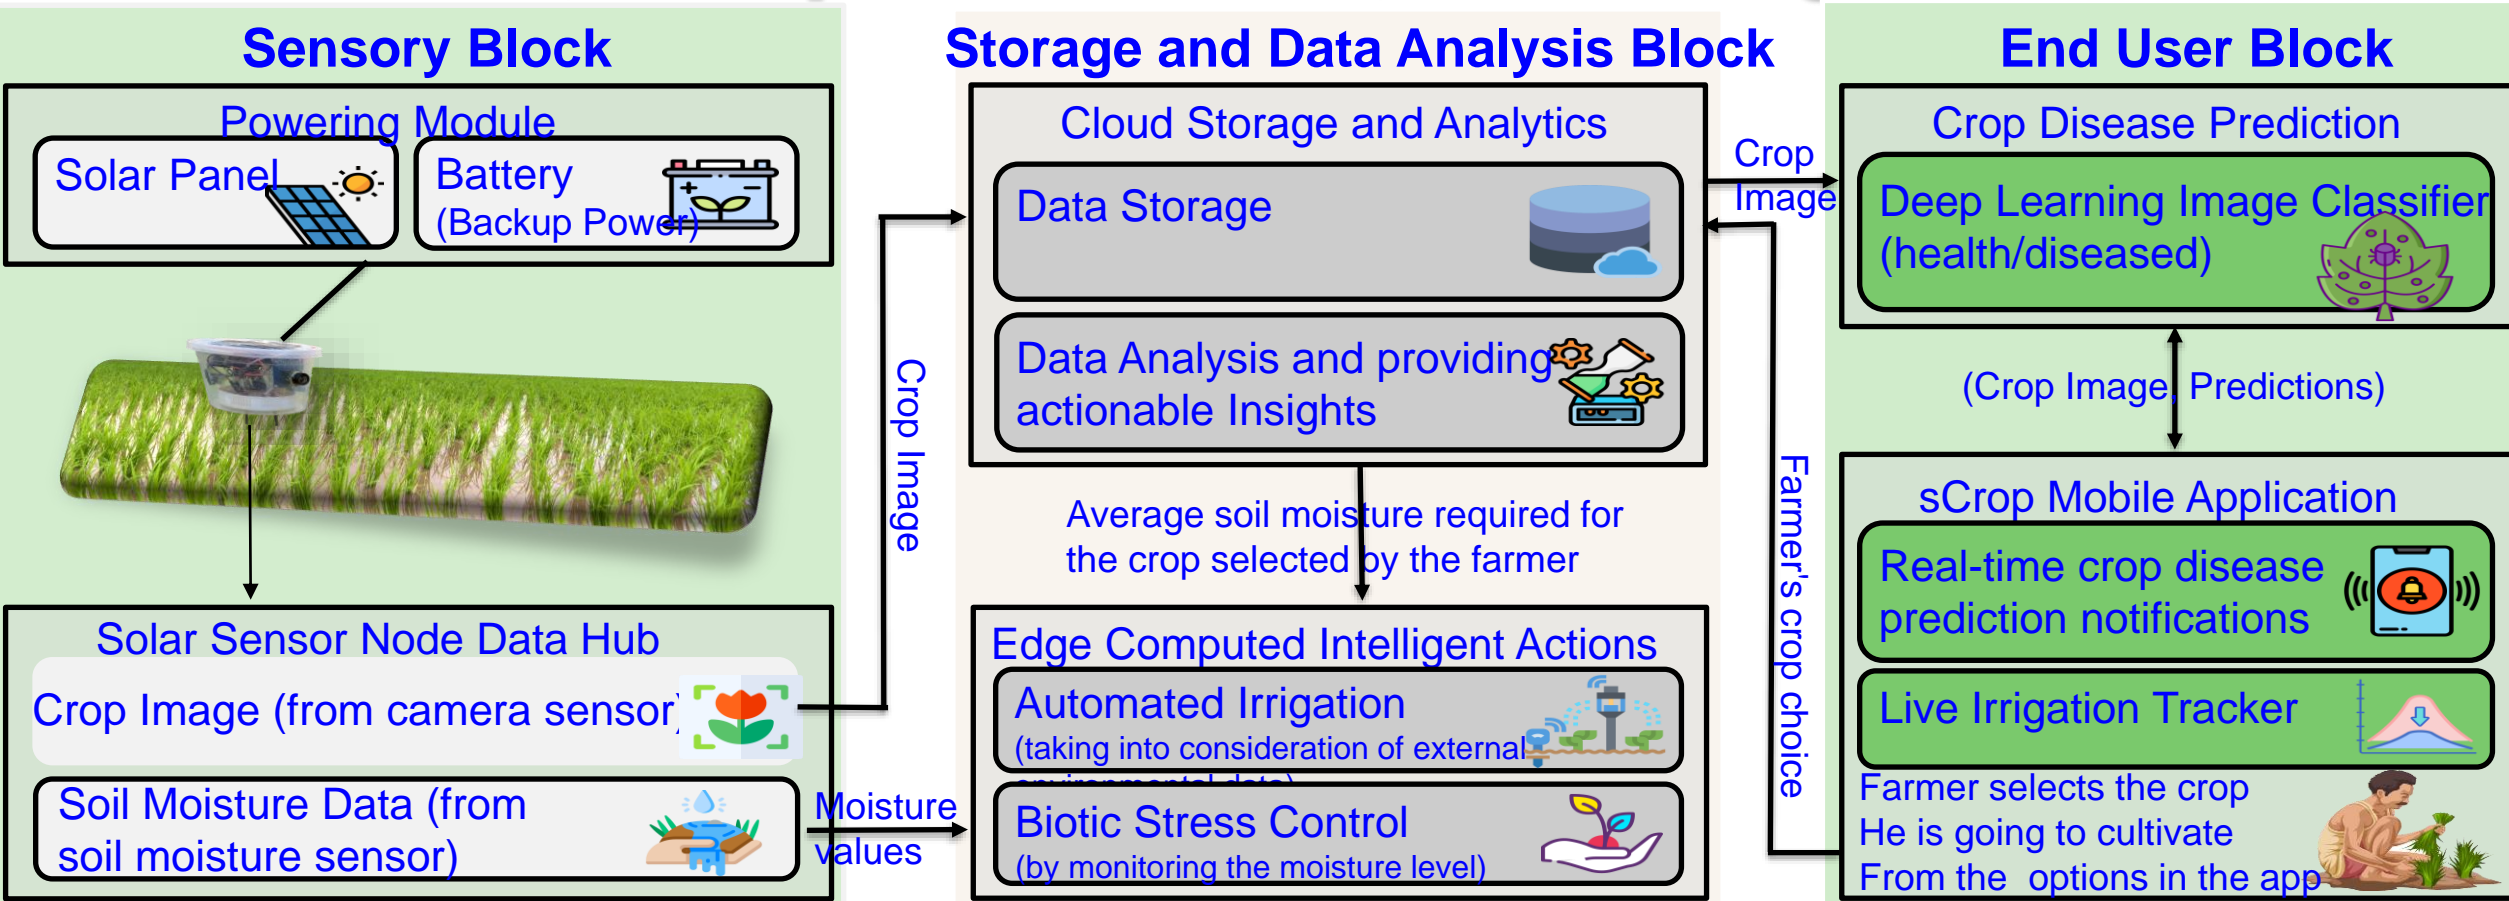 Sensory Block
Powering Module
Solar Panel
Battery
(Backup Power)
Solar Sensor Node Data Hub
Crop Image (from camera sensor)
Soil Moisture Data (from
soil moisture sensor)
Crop Image
Moisture
values
Storage and Data Analysis Block
Cloud Storage and Analytics
Data Storage
Data Analysis and providing
actionable Insights
Average soil moisture required for
the crop selected by the farmer
Edge Computed Intelligent Actions
Automated Irrigation
(taking into consideration of external
environmental data)
Biotic Stress Control
(by monitoring the moisture level)
Crop
Image
Farmer's crop choice
End User Block
Crop Disease Prediction
Deep Learning Image Classifier
(health/diseased)
(Crop Image, Predictions)
sCrop Mobile Application
Real-time crop disease
prediction notifications
Live Irrigation Tracker
Farmer selects the crop
He is going to cultivate
From the options in the app